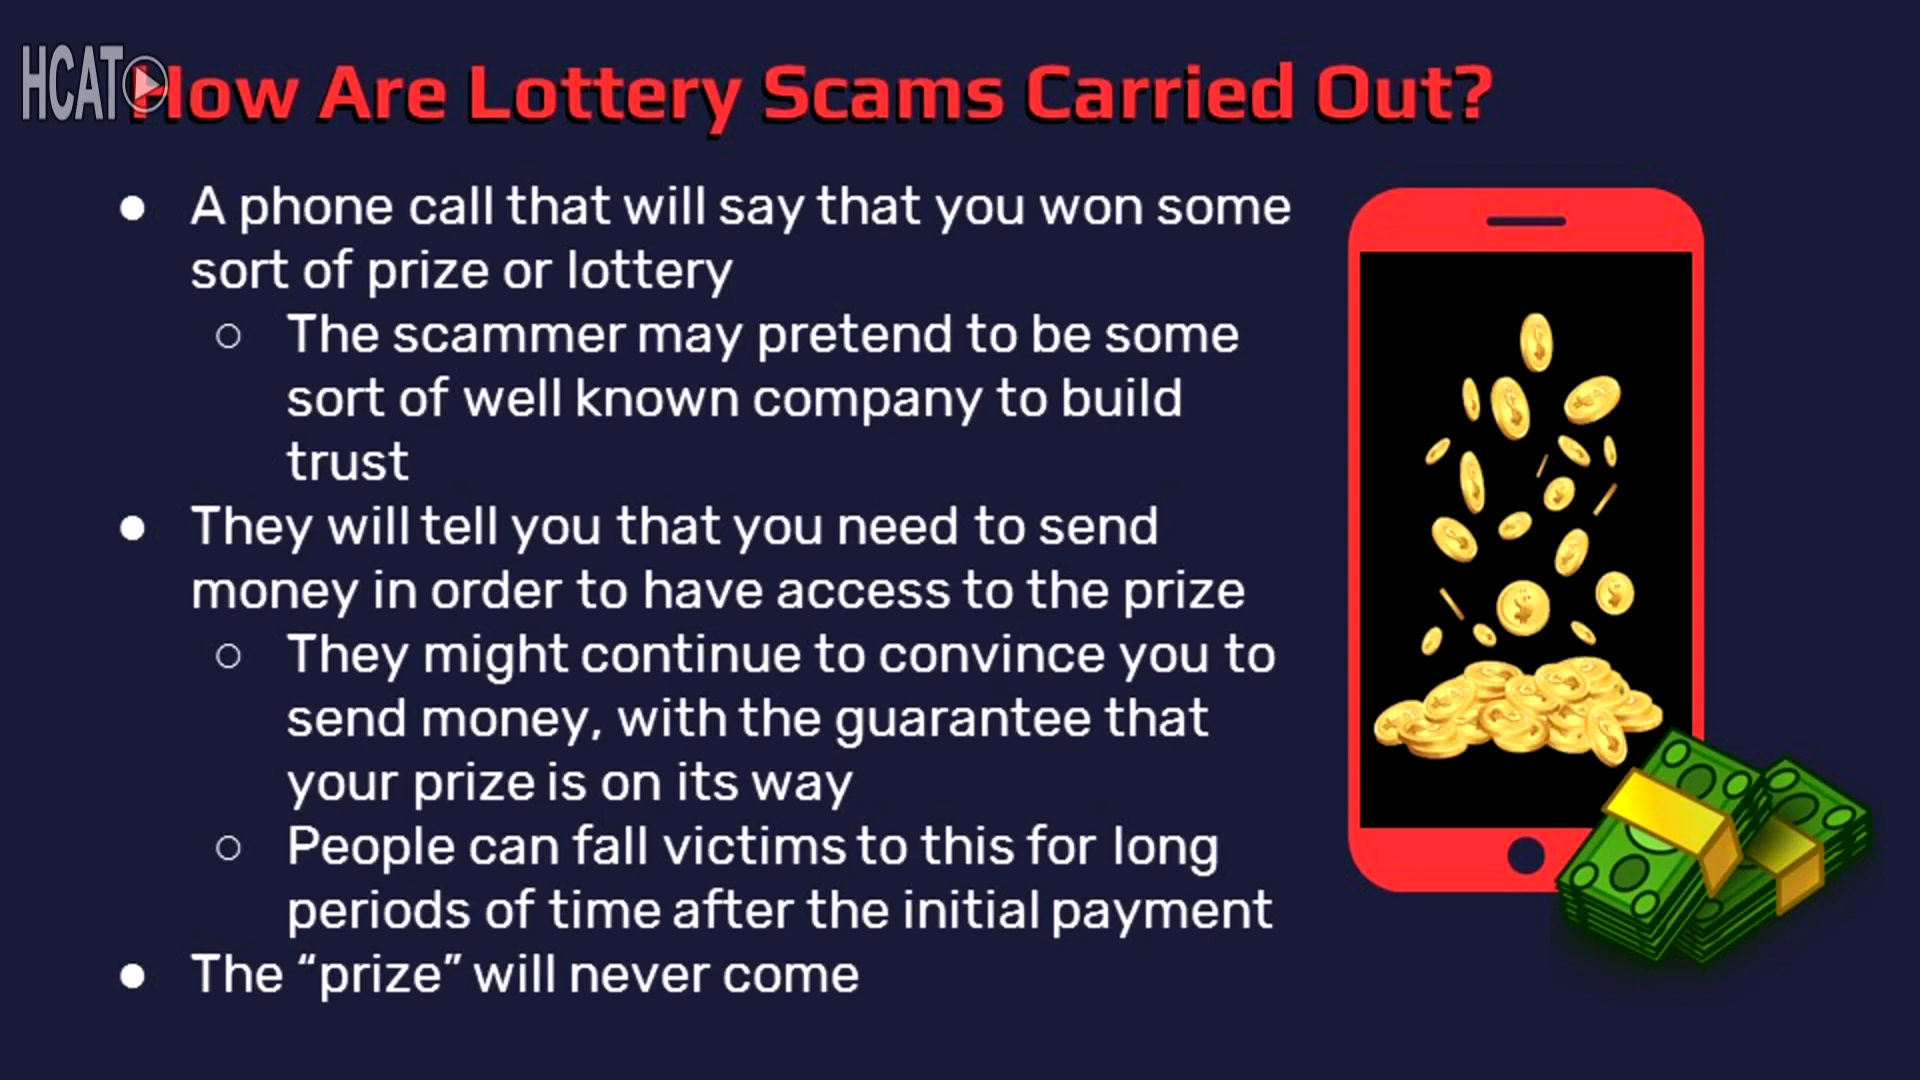 HCAT
How Are Lottery Scams Carried Out?
● A phone call that will say that you won some
sort of prize or lottery
○ The scammer may pretend to be some
sort of well known company to build
trust
● They will tell you that you need to send
money in order to have access to the prize
○ They might continue to convince you to
send money, with the guarantee that
your prize is on its way
○ People can fall victims to this for long
periods of time after the initial payment
● The “prize” will never come